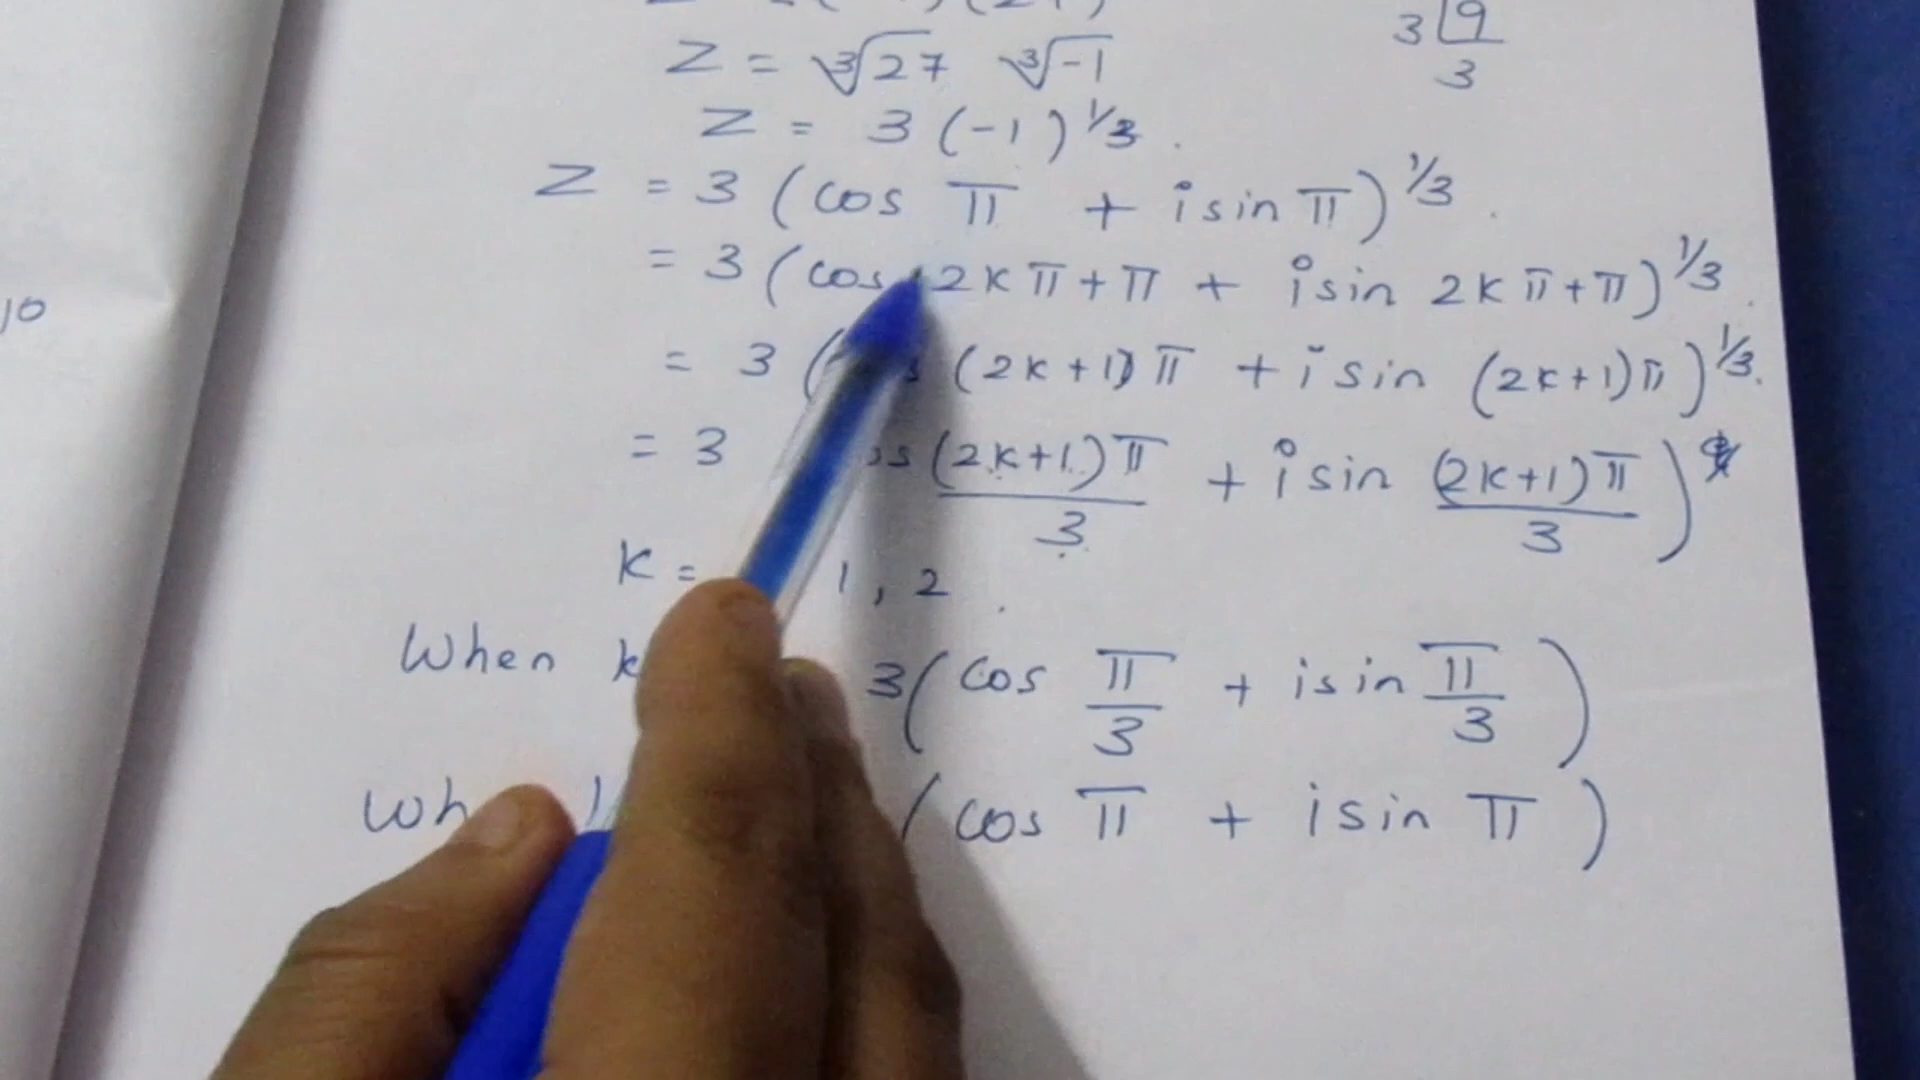 3 9
Z = ∛27 ∛-1
3
Z = 3 (-1)^1/3.
Z = 3 (cos π + i sin π)^1/3.
= 3 (cos 2kπ+π + i sin 2kπ+π)^1/3.
10
= 3 ( (2k+1)π + i sin (2k+1)π)^1/3.
= 3 (2k+1)π/3 + i sin (2k+1)π/3)
k = 1, 2.
When k 3(cos π/3 + i sin π/3)
(cos π + i sin π)